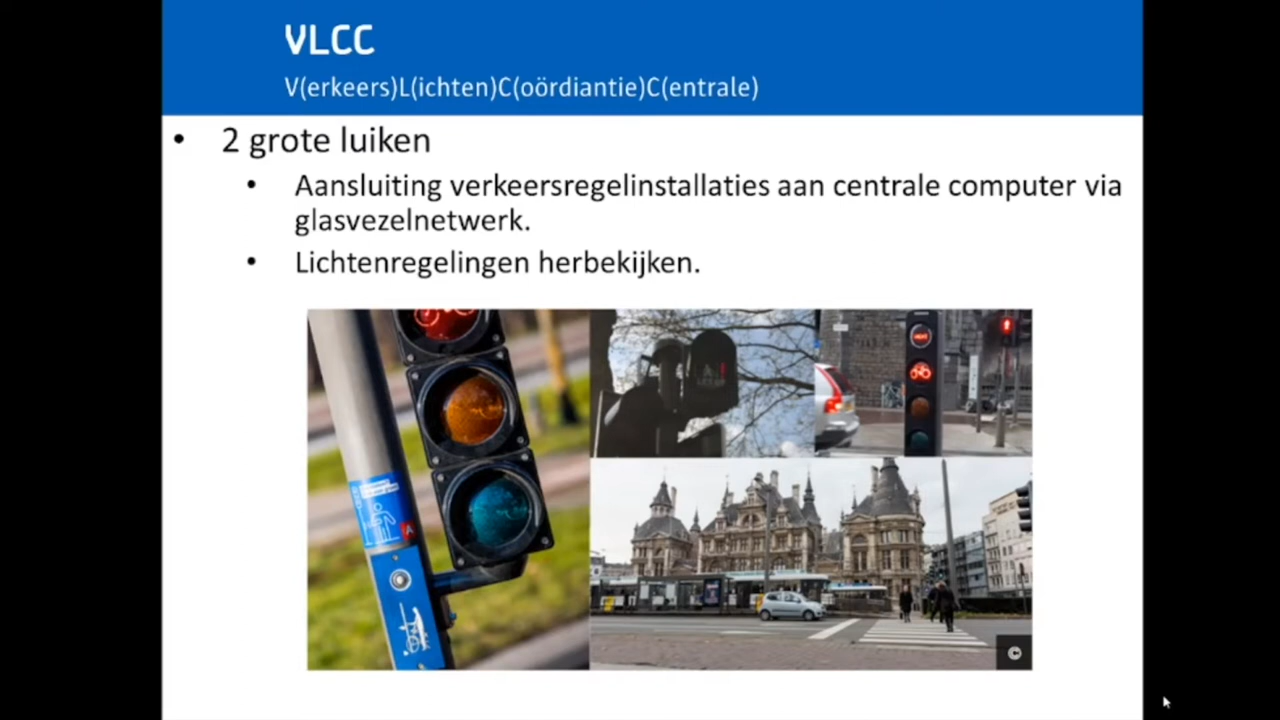 VLCC
V(erkeers)L(ichten)C(oördiantie)C(entrale)
• 2 grote luiken
• Aansluiting verkeersregelinstallaties aan centrale computer via
glasvezelnetwerk.
• Lichtenregelingen herbekijken.
©